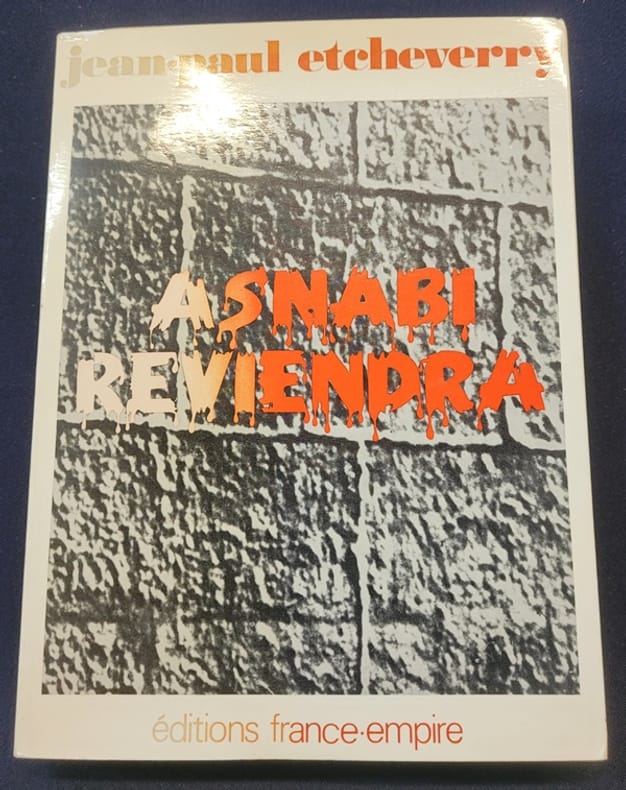 jean-paul etcheverry
ASNABI
REVIENDRA
éditions france·empire